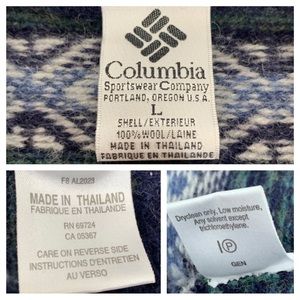 Columbia
Sportswear Company
PORTLAND, OREGON U.S.A.
L
SHELL/EXTERIEUR
100% WOOL/LAINE
MADE IN THAILAND
FABRIQUE EN THAILANDE
F8 AL2023
MADE IN THAILAND
FABRIQUE EN THAILANDE
RN 69724
CA 05367
CARE ON REVERSE SIDE
INSTRUCTIONS D'ENTRETIEN
AU VERSO
Dryclean only, Low moisture,
Any solvent except
trichlorethylene.
P
GEN